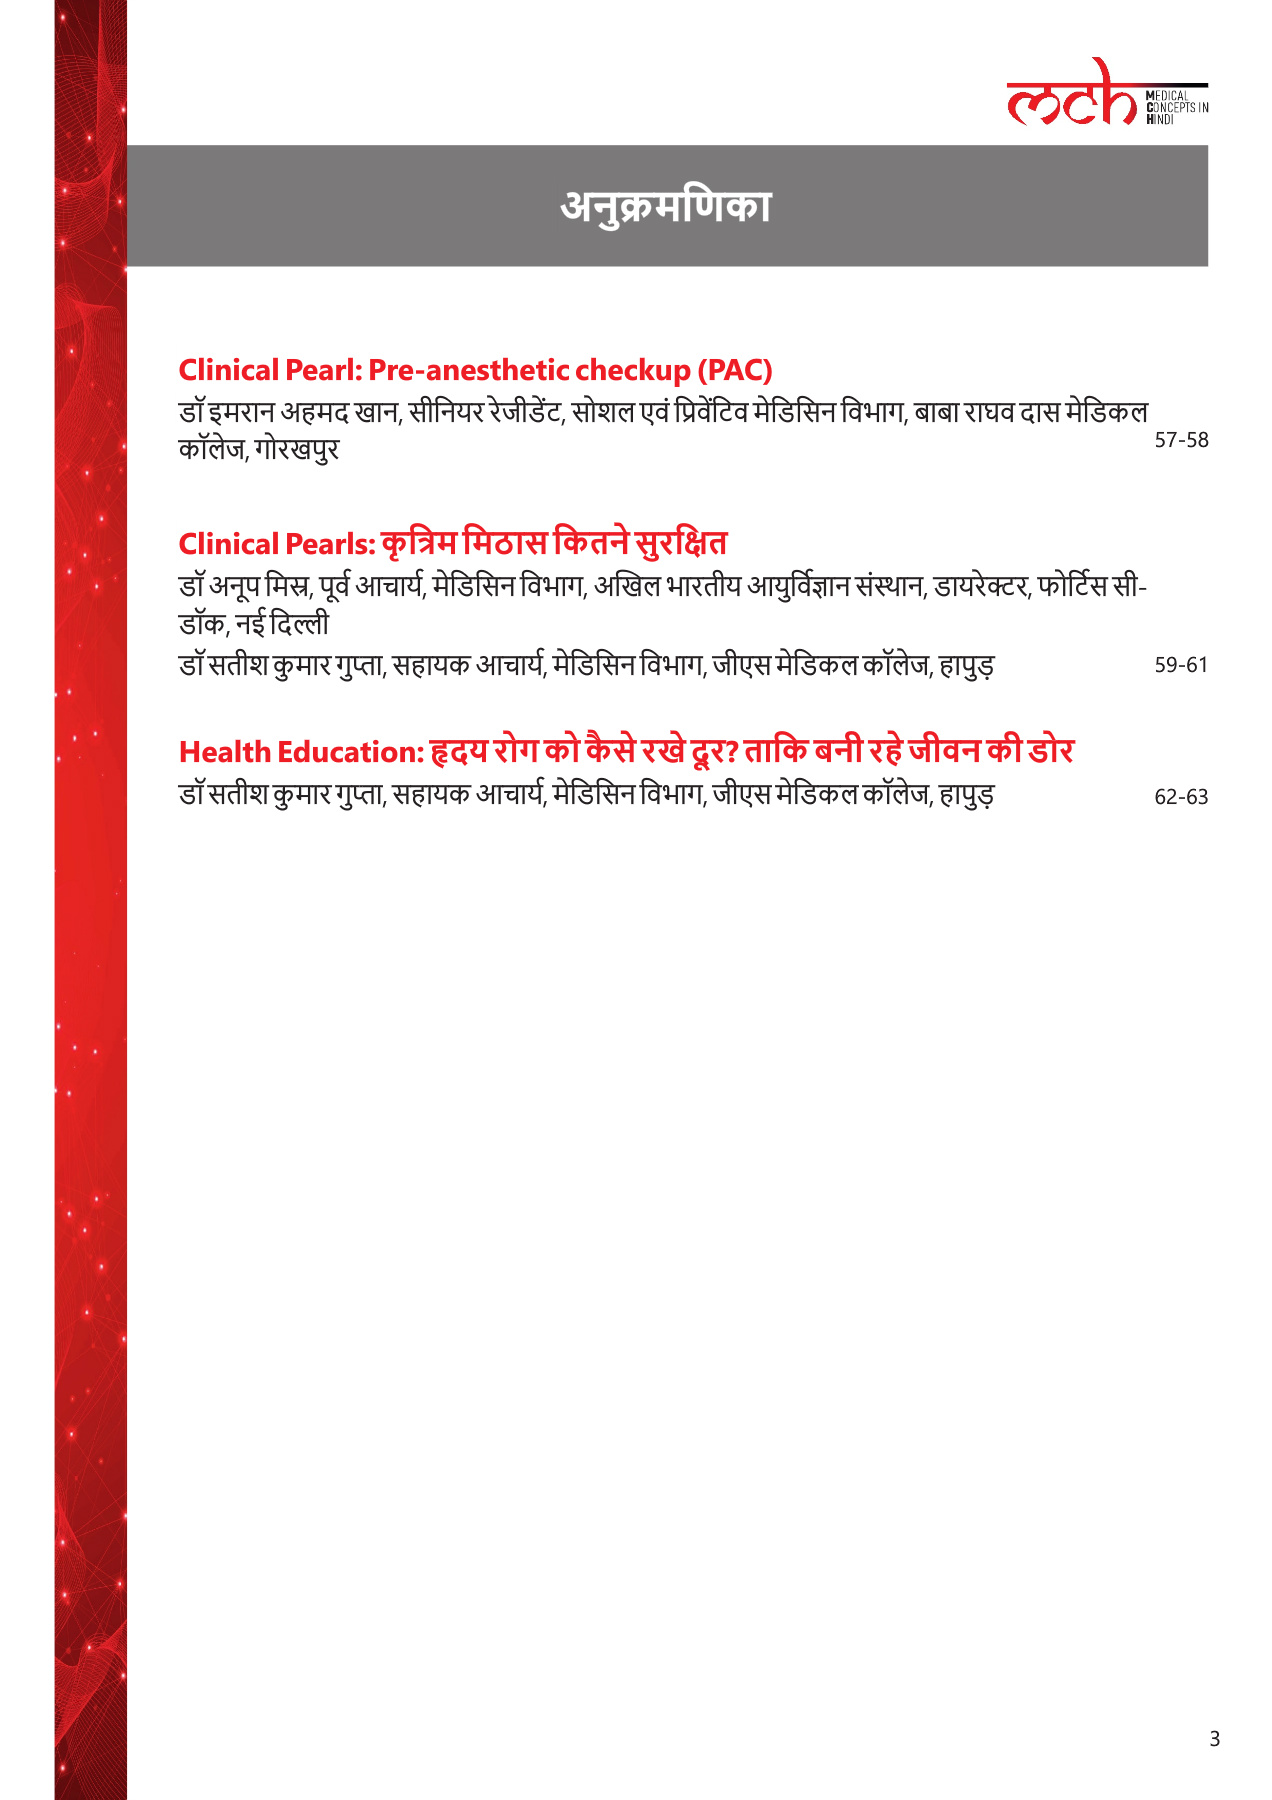 mch
MEDICAL
CONCEPTS IN
HINDI
अनुक्रमणिका
Clinical Pearl: Pre-anesthetic checkup (PAC)
डॉ इमरान अहमद खान, सीनियर रेजीडेंट, सोशल एवं प्रिवेंटिव मेडिसिन विभाग, बाबा राघव दास मेडिकल
कॉलेज, गोरखपुर
57-58
Clinical Pearls: कृत्रिम मिठास कितने सुरक्षित
डॉ अनूप मिस्र, पूर्व आचार्य, मेडिसिन विभाग, अखिल भारतीय आयुर्विज्ञान संस्थान, डायरेक्टर, फोर्टिस सी-
डॉक, नई दिल्ली
डॉ सतीश कुमार गुप्ता, सहायक आचार्य, मेडिसिन विभाग, जीएस मेडिकल कॉलेज, हापुड़ 59-61
Health Education: हृदय रोग को कैसे रखे दूर? ताकि बनी रहे जीवन की डोर
डॉ सतीश कुमार गुप्ता, सहायक आचार्य, मेडिसिन विभाग, जीएस मेडिकल कॉलेज, हापुड़ 62-63
3